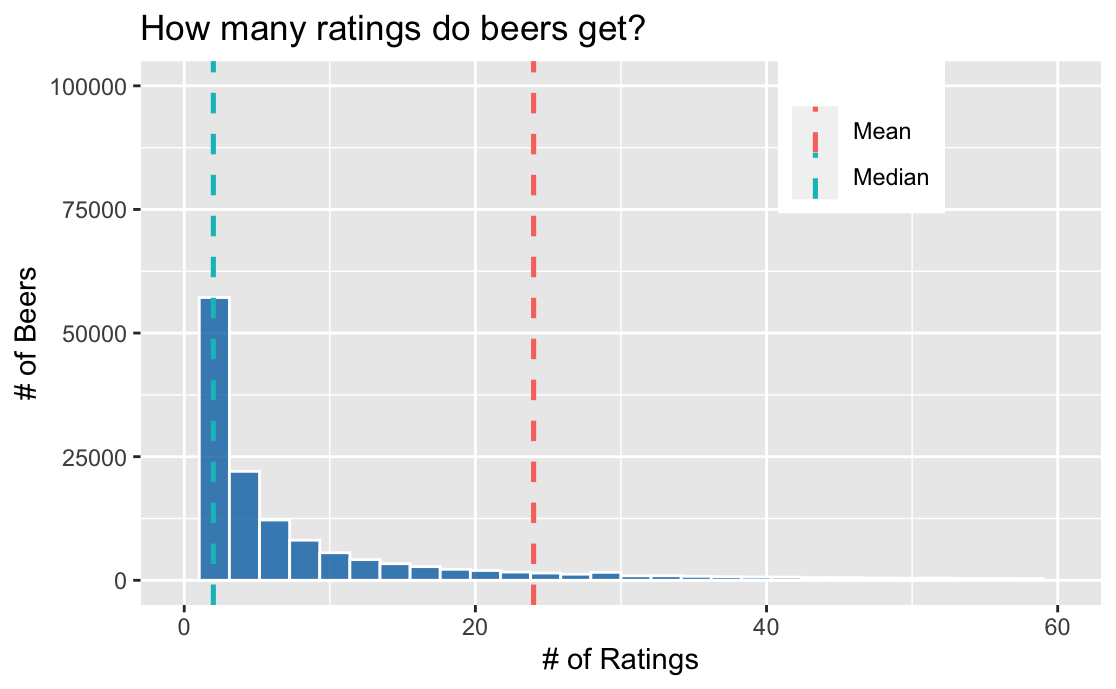 How many ratings do beers get?
100000
75000
50000
25000
0
# of Beers
Mean
Median
0 20 40 60
# of Ratings